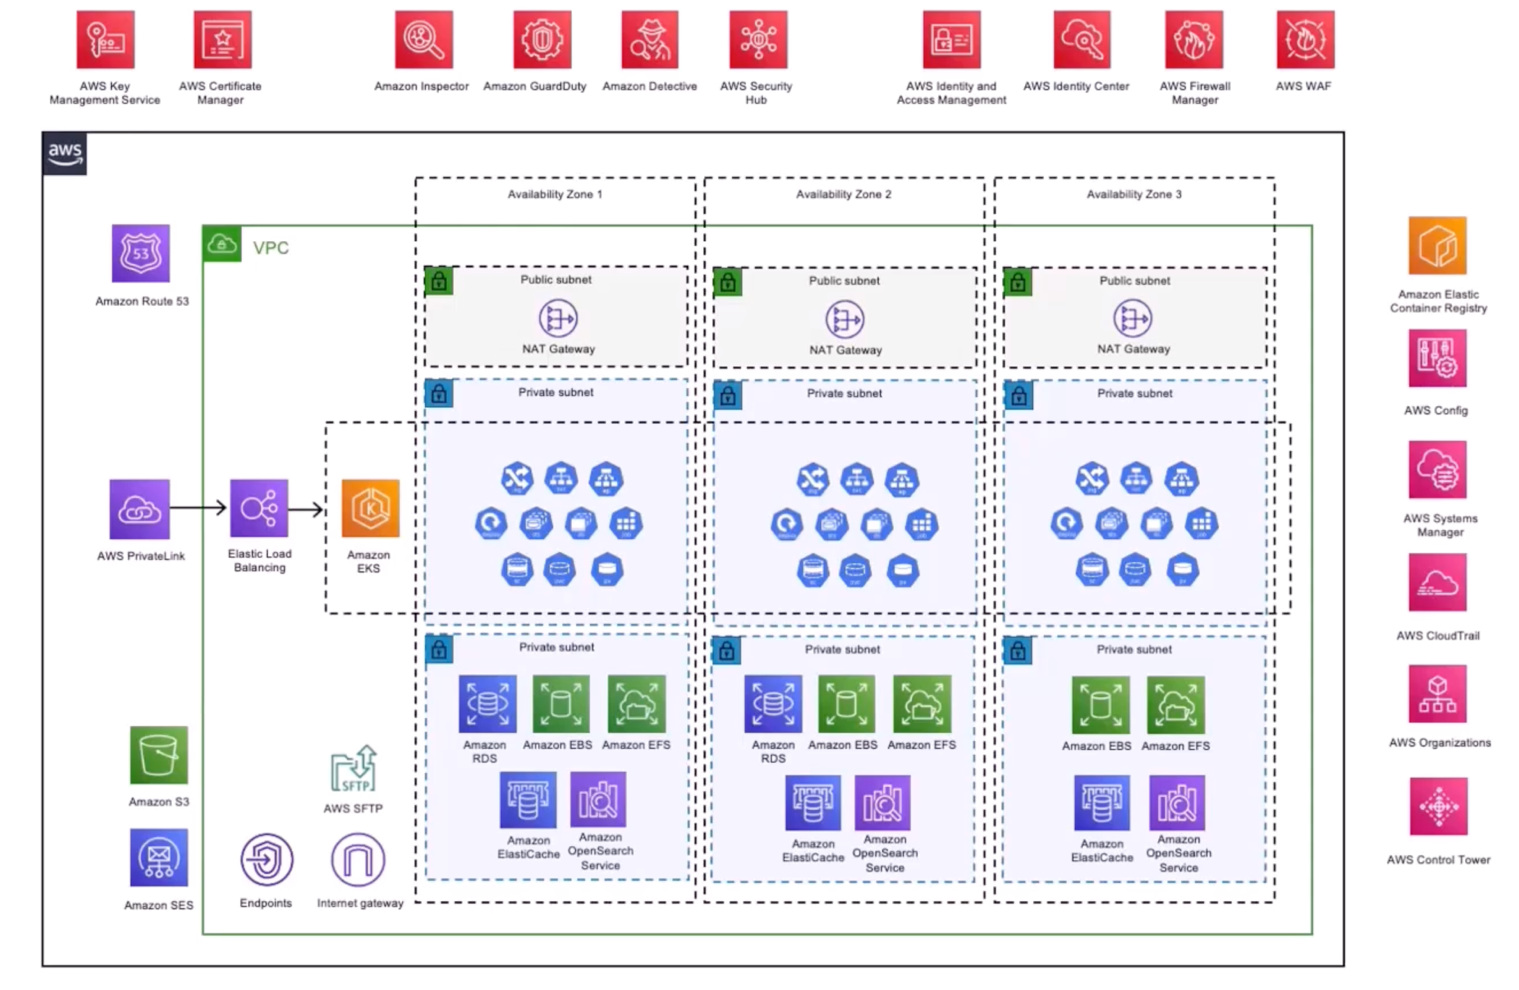 AWS Key
Management Service
AWS Certificate
Manager
Amazon Inspector
Amazon GuardDuty
Amazon Detective
AWS Security
Hub
AWS Identity and
Access Management
AWS Identity Center
AWS Firewall
Manager
AWS WAF
aws
Availability Zone 1
Availability Zone 2
Availability Zone 3
53
Amazon Route 53
VPC
Public subnet
NAT Gateway
Public subnet
NAT Gateway
Public subnet
NAT Gateway
Amazon Elastic
Container Registry
AWS Config
Private subnet
Private subnet
Private subnet
AWS PrivateLink
Elastic Load
Balancing
K
Amazon
EKS
AWS Systems
Manager
AWS CloudTrail
Private subnet
Amazon
RDS
Amazon EBS
Amazon EFS
Amazon
ElastiCache
Amazon
OpenSearch
Service
Private subnet
Amazon
RDS
Amazon EBS
Amazon EFS
Amazon
ElastiCache
Amazon
OpenSearch
Service
Private subnet
Amazon EBS
Amazon EFS
Amazon
ElastiCache
Amazon
OpenSearch
Service
AWS Organizations
AWS Control Tower
Amazon S3
SFTP
AWS SFTP
Amazon SES
Endpoints
Internet gateway